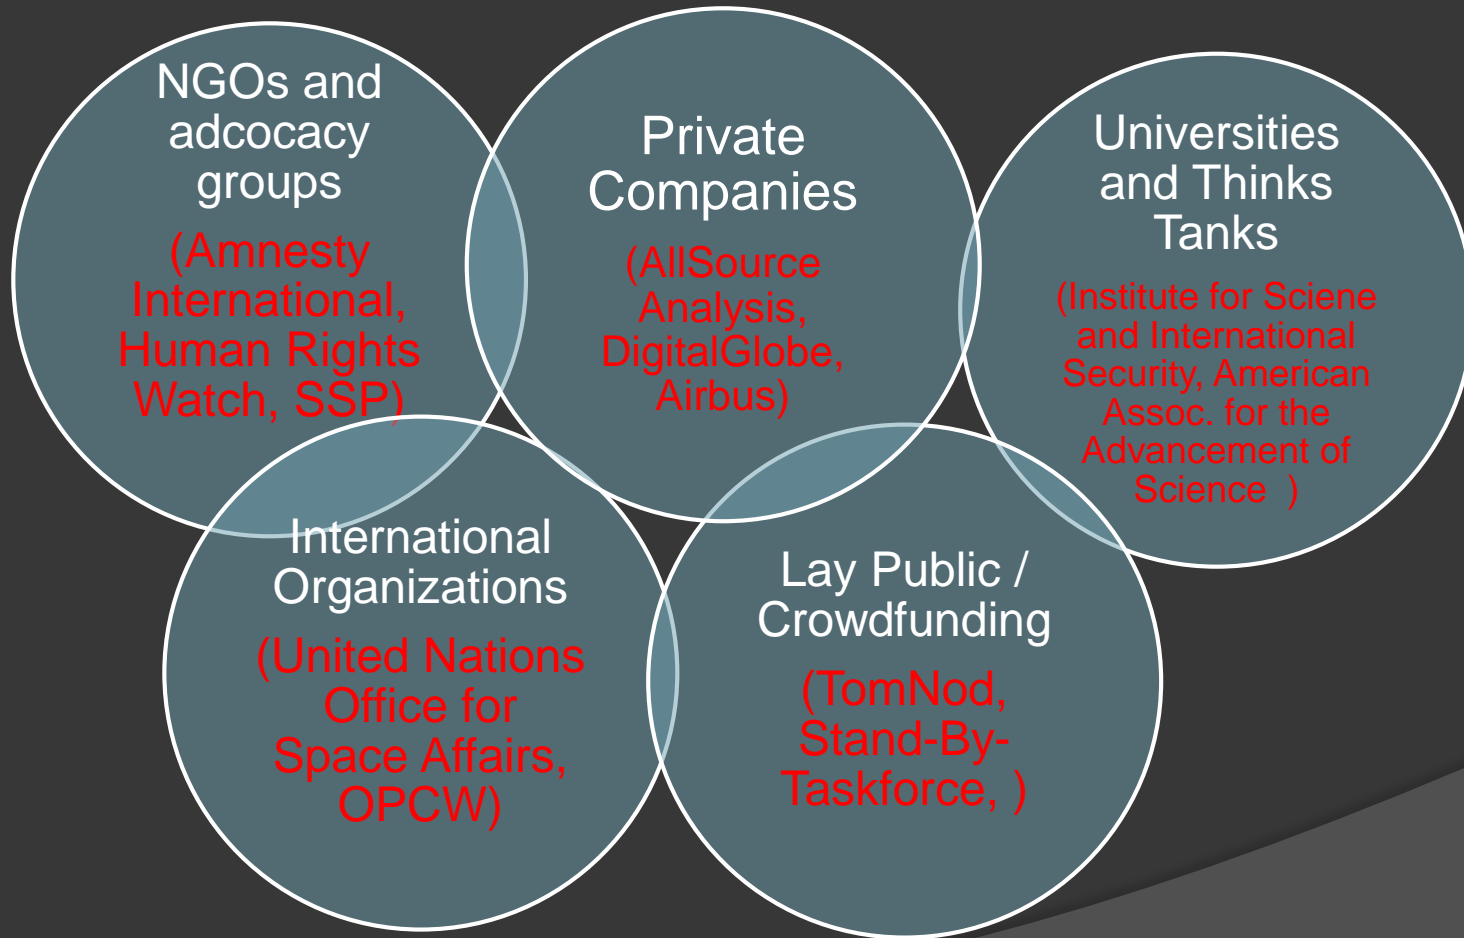 NGOs and
adcocacy
groups
(Amnesty
International,
Human Rights
Watch, SSP)
Private
Companies
(AllSource
Analysis,
DigitalGlobe,
Airbus)
Universities
and Thinks
Tanks
(Institute for Sciene
and International
Security, American
Assoc. for the
Advancement of
Science  )
International
Organizations
(United Nations
Office for
Space Affairs,
OPCW)
Lay Public /
Crowdfunding
(TomNod,
Stand-By-
Taskforce, )